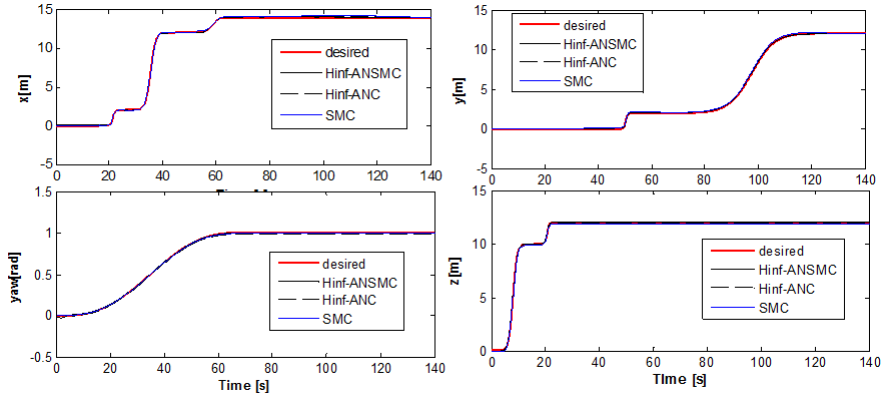 15
10
5
0
-5
x[m]
desired
Hinf-ANSMC
Hinf-ANC
SMC
0 20 40 60 80 100 120 140
15
10
5
0
-5
y[m]
desired
Hinf-ANSMC
Hinf-ANC
SMC
0 20 40 60 80 100 120 140
1.5
1
0.5
0
-0.5
yaw[rad]
desired
Hinf-ANSMC
Hinf-ANC
SMC
0 20 40 60 80 100 120 140
Time [s]
15
10
5
0
z [m]
desired
Hinf-ANSMC
Hinf-ANC
SMC
0 20 40 60 80 100 120 140
TIme [s]